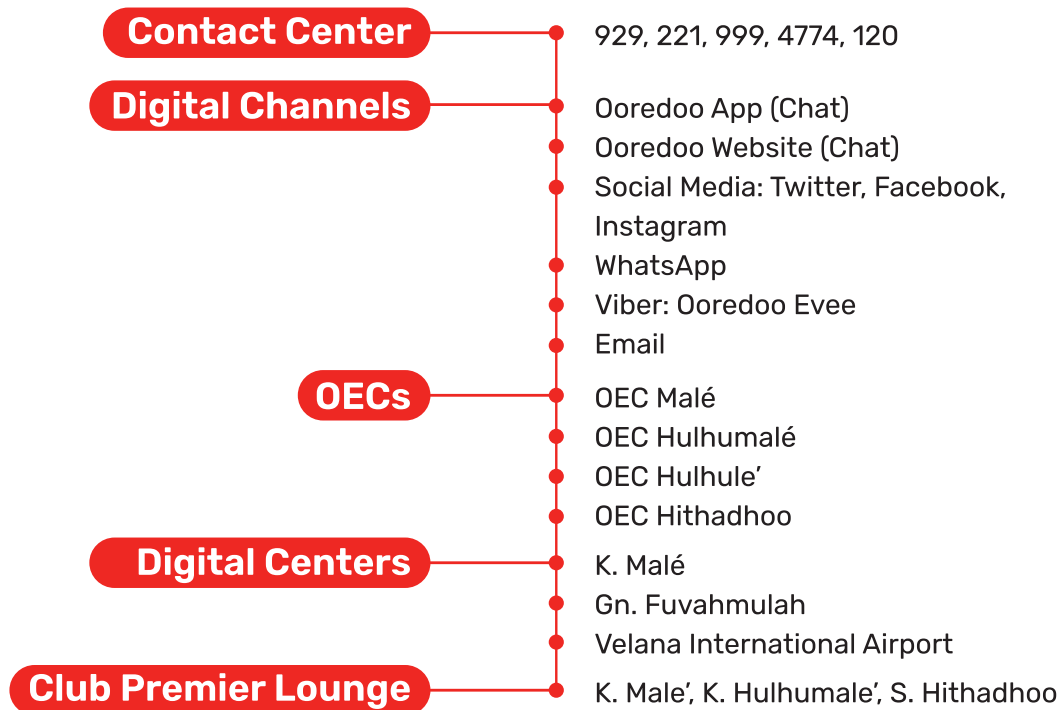 Contact Center
929, 221, 999, 4774, 120
Digital Channels
Ooredoo App (Chat)
Ooredoo Website (Chat)
Social Media: Twitter, Facebook,
Instagram
WhatsApp
Viber: Ooredoo Evee
Email
OECs
OEC Malé
OEC Hulhumalé
OEC Hulhule’
OEC Hithadhoo
Digital Centers
K. Malé
Gn. Fuvahmulah
Velana International Airport
Club Premier Lounge
K. Male’, K. Hulhumale’, S. Hithadhoo